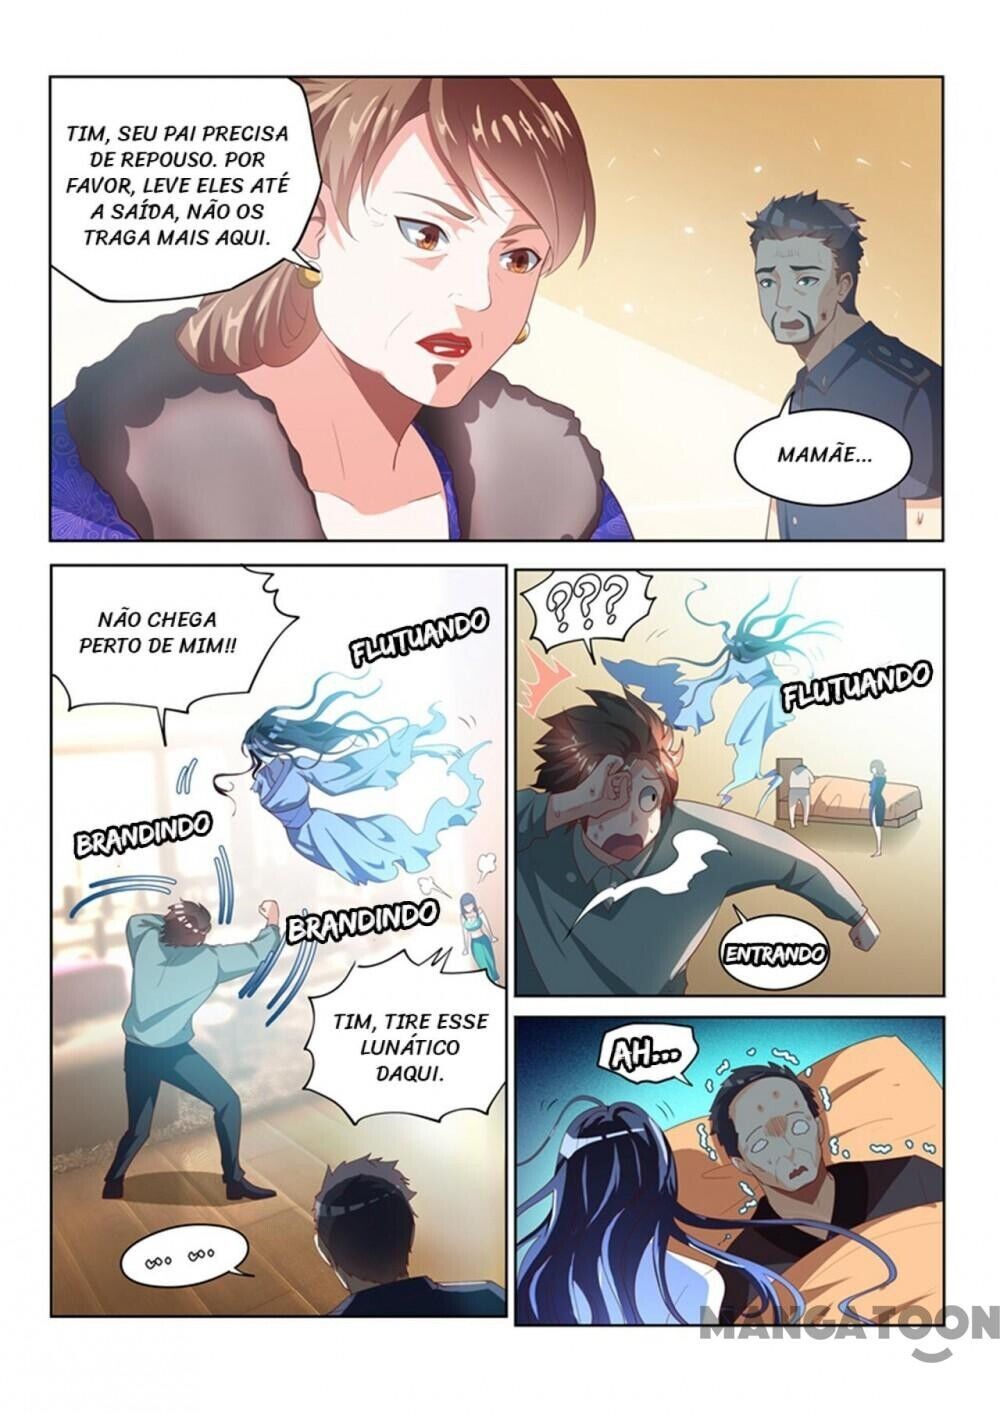 TIM, SEU PAI PRECISA
DE REPOUSO. POR
FAVOR, LEVE ELES ATÉ
A SAÍDA, NÃO OS
TRAGA MAIS AQUI.
MAMÃE...
NÃO CHEGA
PERTO DE MIM!!
FLUTUANDO
BRANDINDO
BRANDINDO
TIM, TIRE ESSE
LUNÁTICO
DAQUI.
... ...
???
FLUTUANDO
ENTRANDO
AH...
MANGATOON